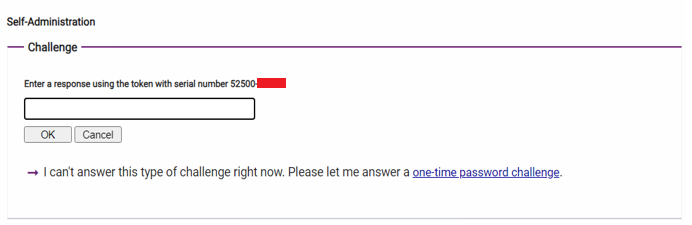 Self-Administration
Challenge
Enter a response using the token with serial number 52500-
OK Cancel
→ I can't answer this type of challenge right now. Please let me answer a one-time password challenge.